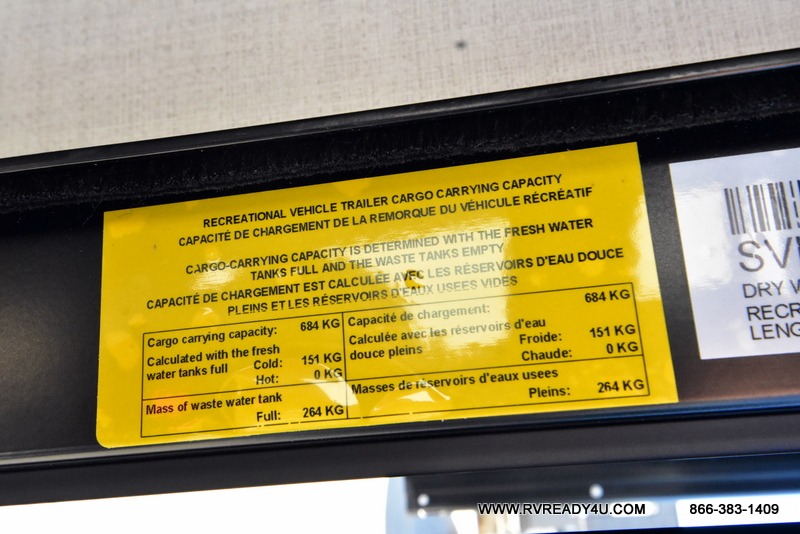 RECREATIONAL VEHICLE TRAILER CARGO CARRYING CAPACITY
CAPACITÉ DE CHARGEMENT DE LA REMORQUE DU VÉHICULE RÉCRÉATIF
CARGO-CARRYING CAPACITY IS DETERMINED WITH THE FRESH WATER
TANKS FULL AND THE WASTE TANKS EMPTY
CAPACITÉ DE CHARGEMENT EST CALCULÉE AVEC LES RÉSERVOIRS D'EAU DOUCE
PLEINS ET LES RÉSERVOIRS D'EAUX USEES VIDES
Cargo carrying capacity: 684 KG
Calculated with the fresh
water tanks full Cold: 151 KG
Hot: 0 KG
Mass of waste water tank
Full: 264 KG
Capacité de chargement: 684 KG
Calculée avec les réservoirs d'eau
douce pleins Froide: 151 KG
Chaude: 0 KG
Masses de réservoirs d'eaux usees
Pleins: 264 KG
DRY
RECR
LENG
WWW.RVREADY4U.COM 866-383-1409